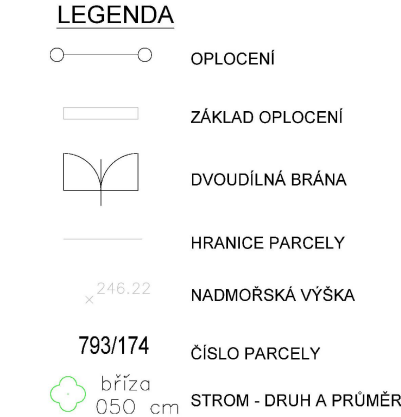 LEGENDA
OPLOCENÍ
ZÁKLAD OPLOCENÍ
DVOUDÍLNÁ BRÁNA
HRANICE PARCELY
246.22
NADMOŘSKÁ VÝŠKA
793/174
ČÍSLO PARCELY
bříza
050 cm
STROM - DRUH A PRŮMĚR